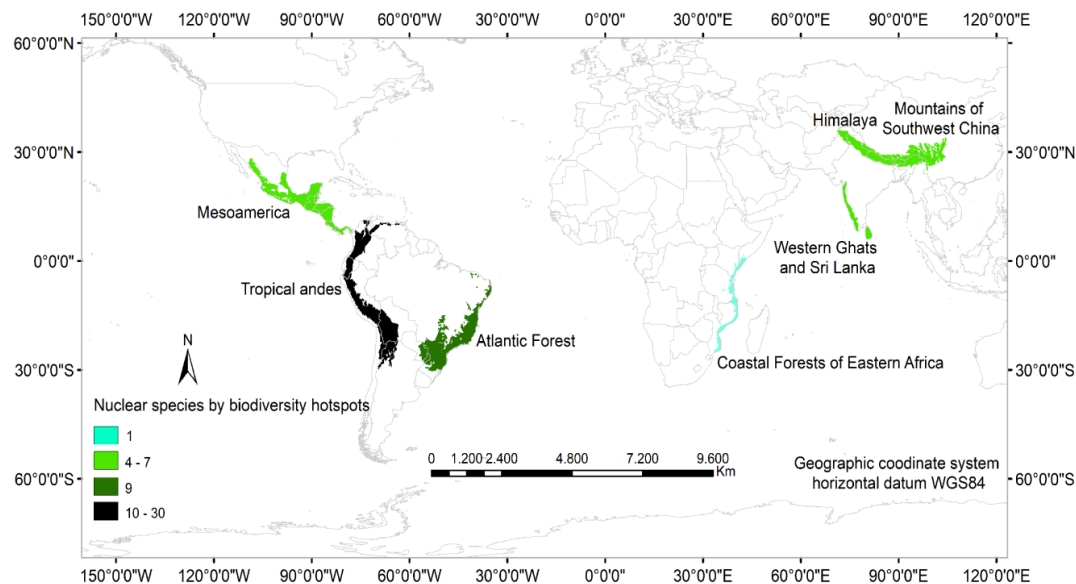 150°0'0"W 120°0'0"W 90°0'0"W 60°0'0"W 30°0'0"W 0°0'0" 30°0'0"E 60°0'0"E 90°0'0"E 120°0'0"E
60°0'0"N 60°0'0"N
Mountains of
Himalaya Southwest China
30°0'0"N 30°0'0"N
Mesoamerica
Western Ghats
and Sri Lanka
0°0'0" 0°0'0"
Tropical andes
Atlantic Forest
N
Coastal Forests of Eastern Africa
30°0'0"S 30°0'0"S
Nuclear species by biodiversity hotspots
1
4 - 7
9
10 - 30
0 1.200 2.400 4.800 7.200 9.600
Km
Geographic coodinate system
horizontal datum WGS84
60°0'0"S 60°0'0"S
150°0'0"W 120°0'0"W 90°0'0"W 60°0'0"W 30°0'0"W 0°0'0" 30°0'0"E 60°0'0"E 90°0'0"E 120°0'0"E